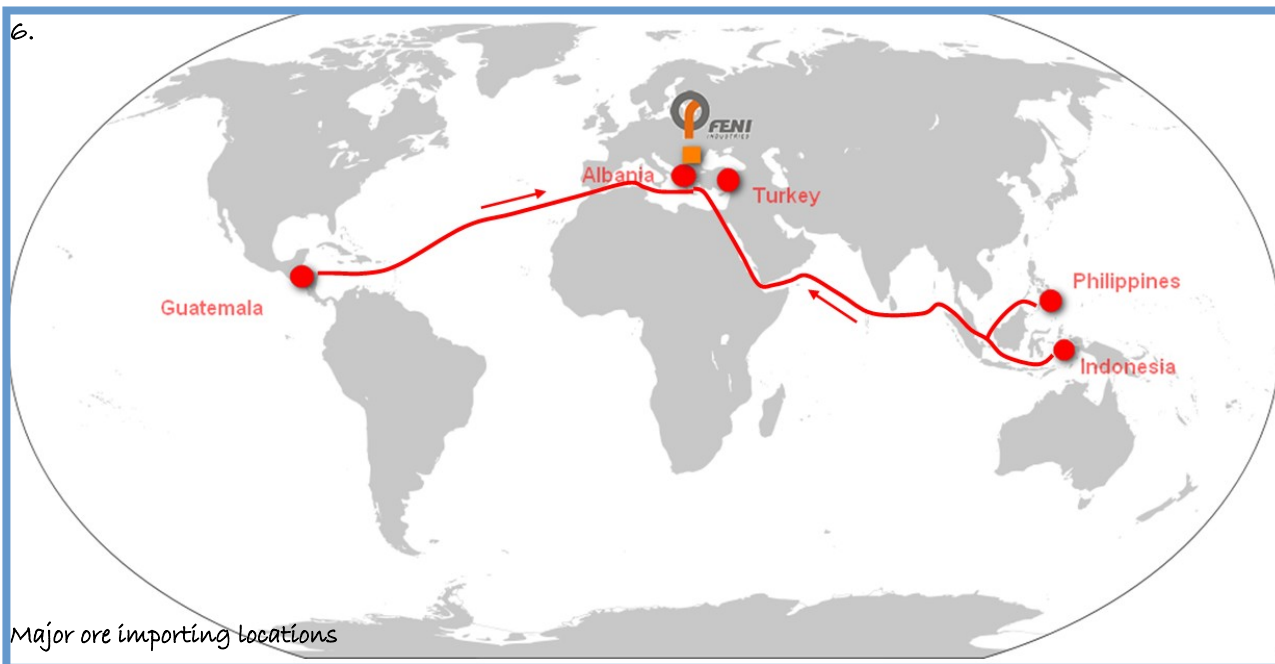 6.
FENI
INDUSTRIES
Albania
Turkey
Guatemala
Philippines
Indonesia
Major ore importing locations